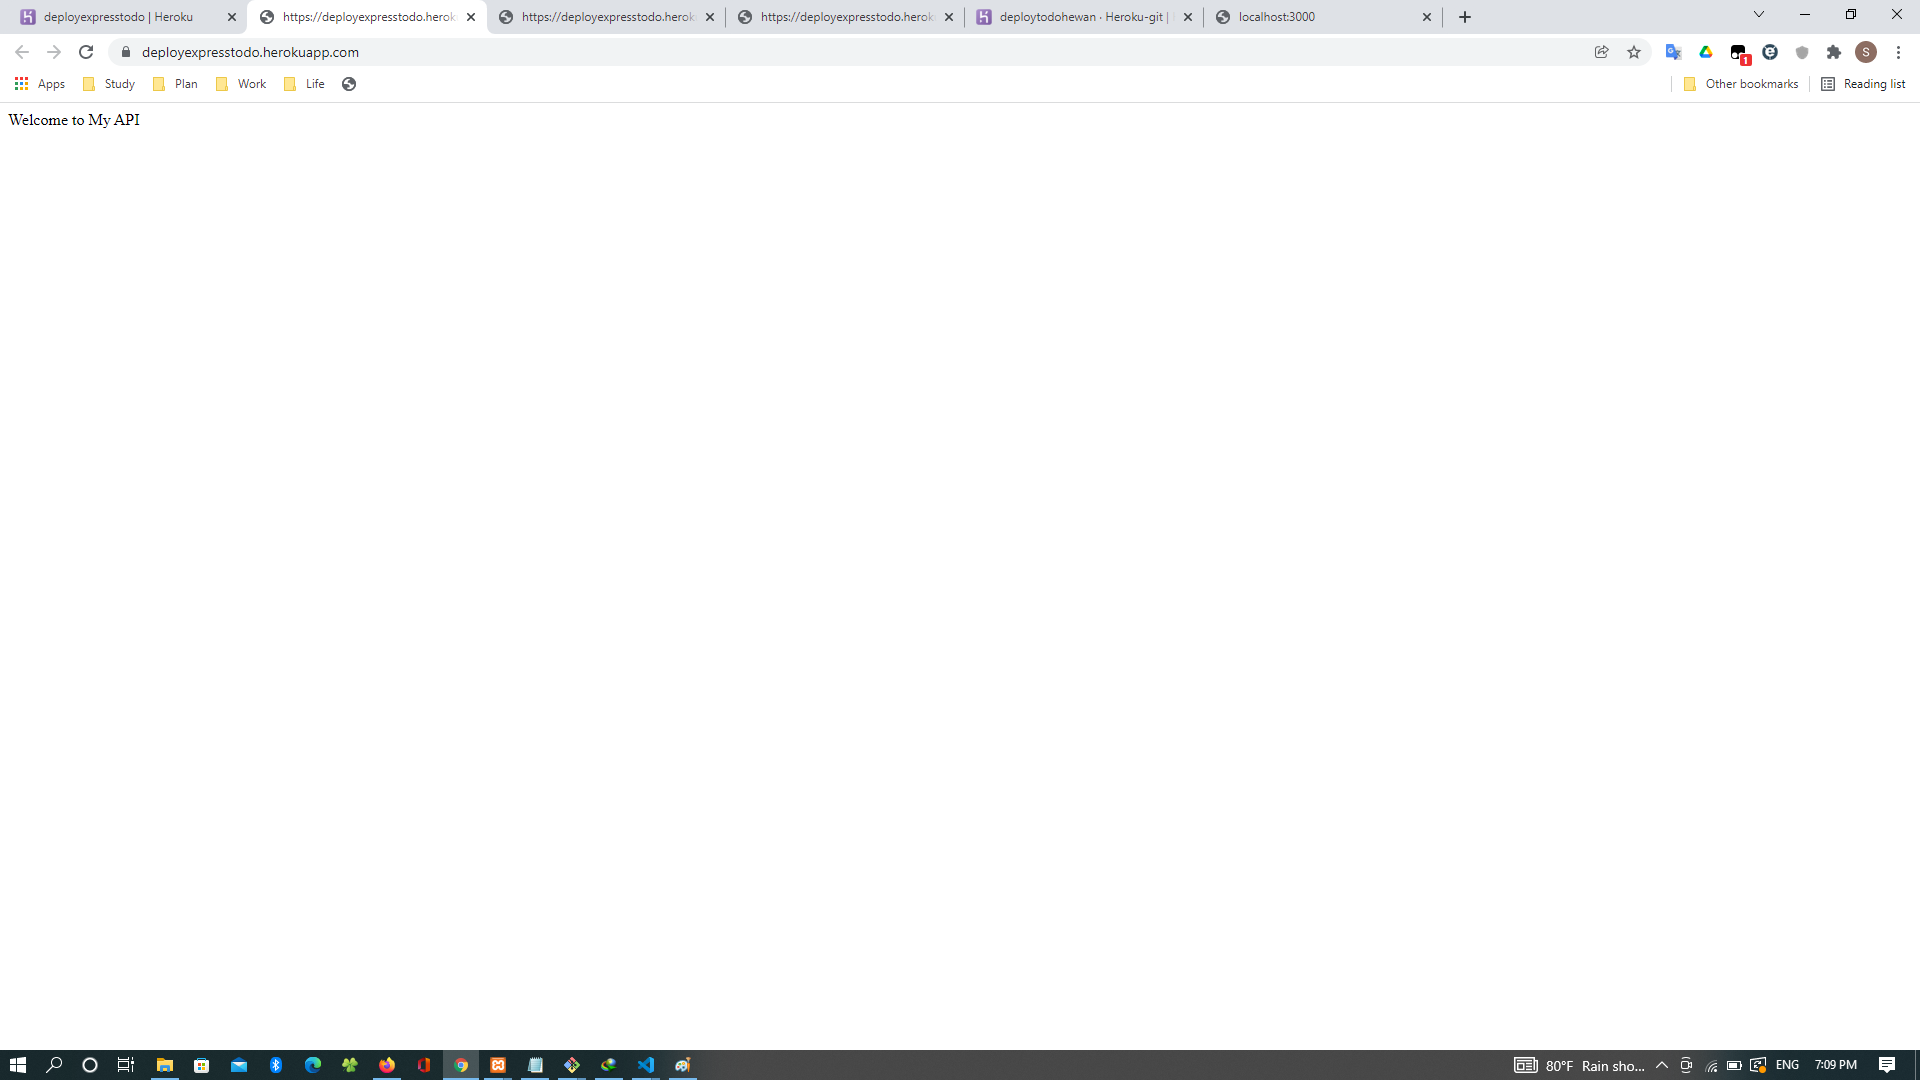 deployexpresstodo | Heroku
https://deployexpresstodo.herok
https://deployexpresstodo.herok
https://deployexpresstodo.herok
deploytodohewan · Heroku-git |
localhost:3000
deployexpresstodo.herokuapp.com
1
S
Apps
Study
Plan
Work
Life
Other bookmarks
Reading list
Welcome to My API
80°F Rain sho...
ENG
7:09 PM